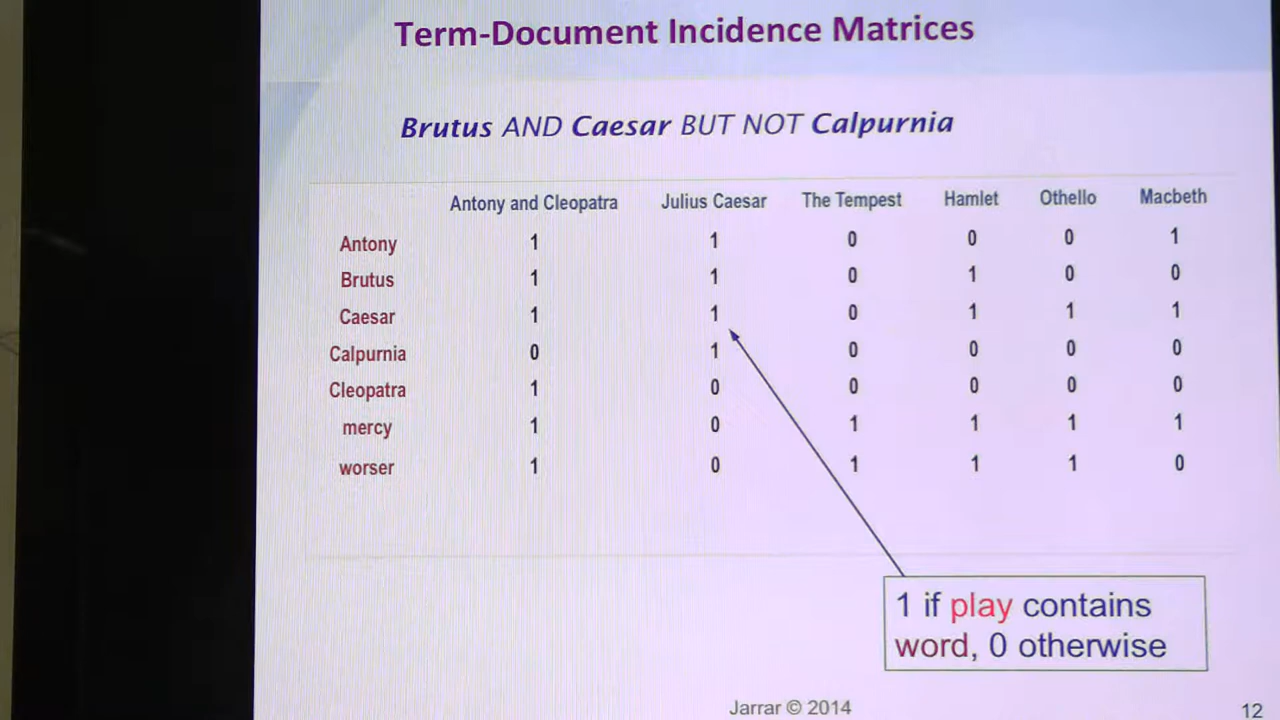 Term-Document Incidence Matrices
Brutus AND Caesar BUT NOT Calpurnia
Antony and Cleopatra Julius Caesar The Tempest Hamlet Othello Macbeth
Antony 1 1 0 0 0 1
Brutus 1 1 0 1 0 0
Caesar 1 1 0 1 1 1
Calpurnia 0 1 0 0 0 0
Cleopatra 1 0 0 0 0 0
mercy 1 0 1 1 1 1
worser 1 0 1 1 1 0
1 if play contains
word, 0 otherwise
Jarrar © 2014
12